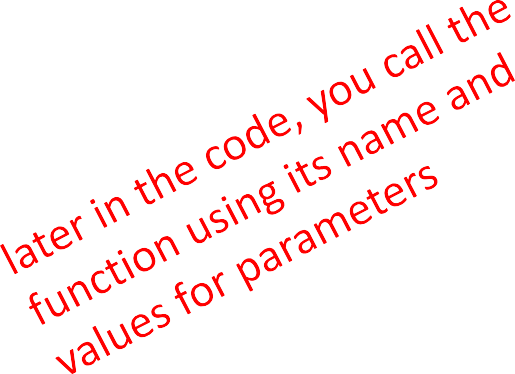 later in the code, you call the
function using its name and
values for parameters